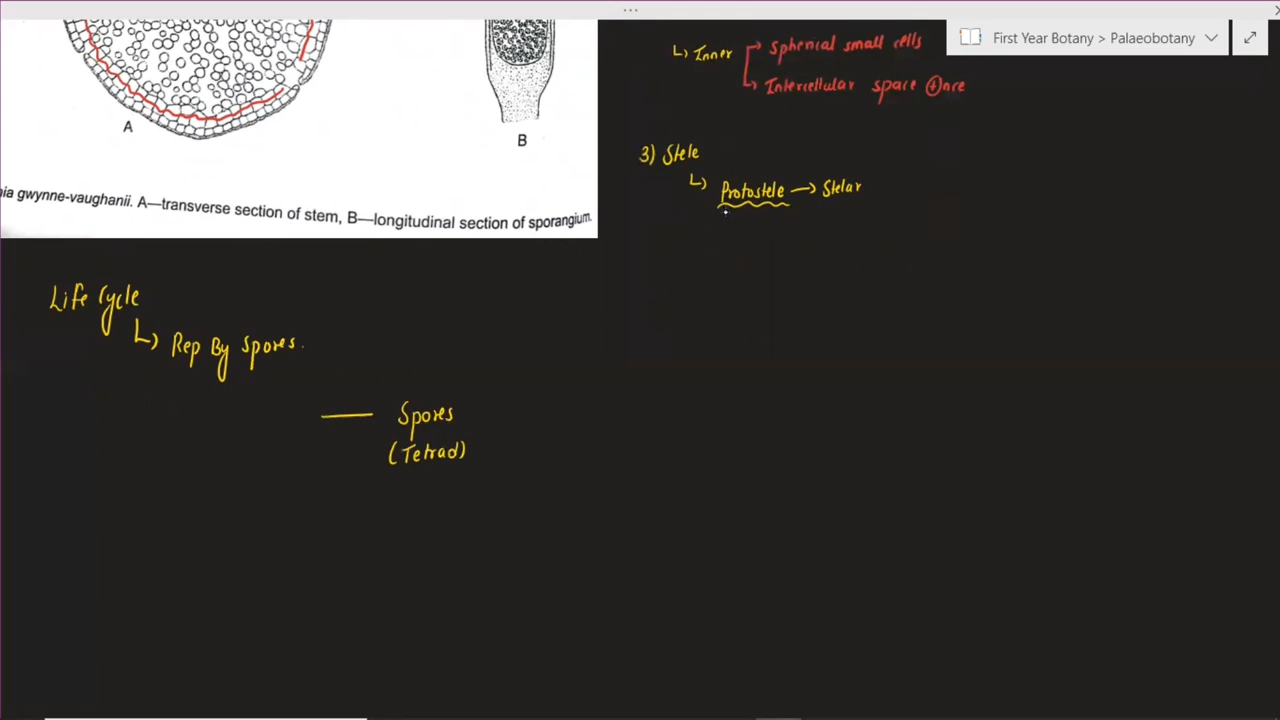 A
B
ia gwynne-vaughanii. A—transverse section of stem, B—longitudinal section of sporangium.
Life Cycle
↳ Rep By Spores.
Spores
(Tetrad)
First Year Botany > Palaeobotany
↳ Inner → Spherical small cells
↳ Intercellular space ⊕nce
3) Stele
↳ Protostele → Stelar